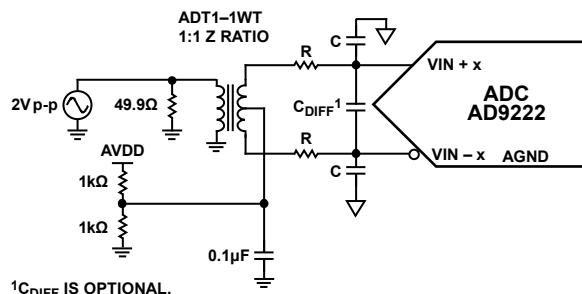 ADT1–1WT
1:1 Z RATIO
C
R
VIN + x
ADC
AD9222
2V p-p
49.9Ω
CDIFF1
R
VIN – x AGND
AVDD
C
1kΩ
1kΩ
0.1µF
1CDIFF IS OPTIONAL.